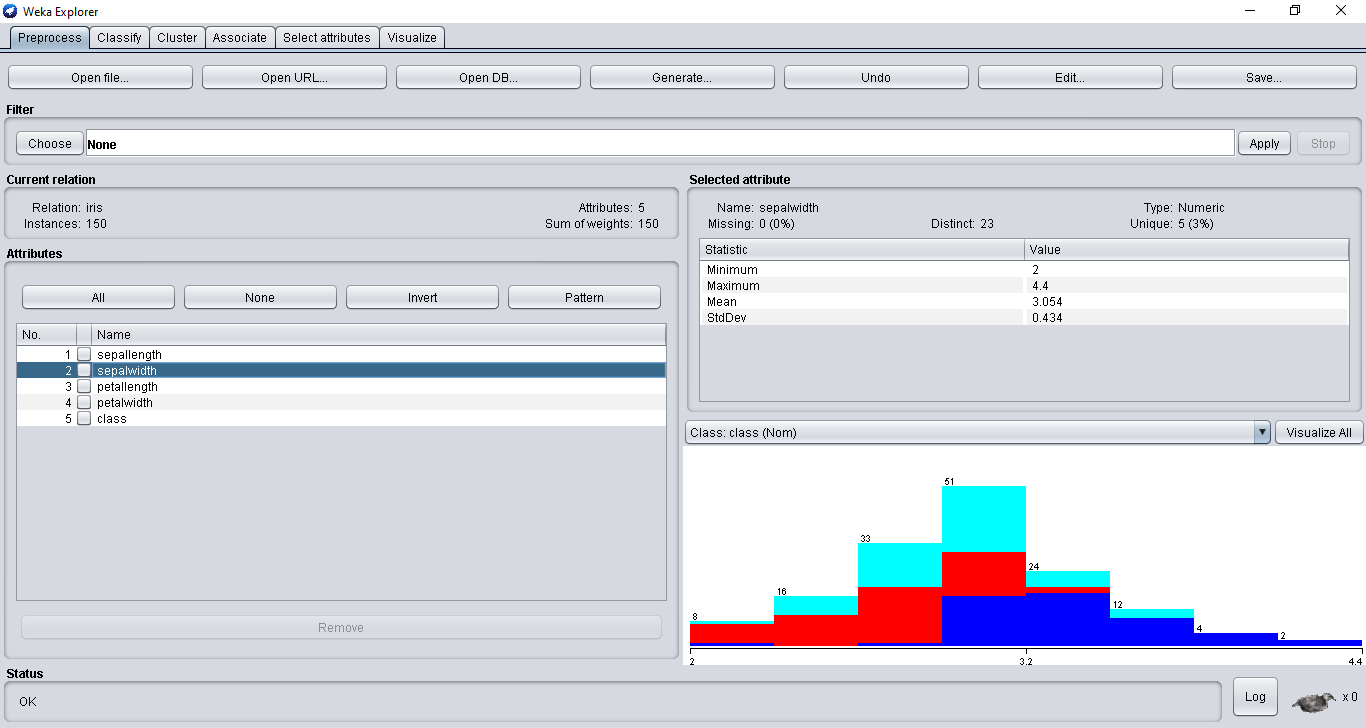 Weka Explorer
Preprocess Classify Cluster Associate Select attributes Visualize
Open file... Open URL... Open DB... Generate... Undo Edit... Save...
Filter
Choose None Apply Stop
Current relation
Relation: iris Attributes: 5
Instances: 150 Sum of weights: 150
Attributes
All None Invert Pattern
No. Name
1 sepallength
2 sepalwidth
3 petallength
4 petalwidth
5 class
Remove
Selected attribute
Name: sepalwidth Type: Numeric
Missing: 0 (0%) Distinct: 23 Unique: 5 (3%)
Statistic Value
Minimum 2
Maximum 4.4
Mean 3.054
StdDev 0.434
Class: class (Nom) Visualize All
8 16 33 51 24 12 4 2
2 3.2 4.4
Status
OK Log x 0